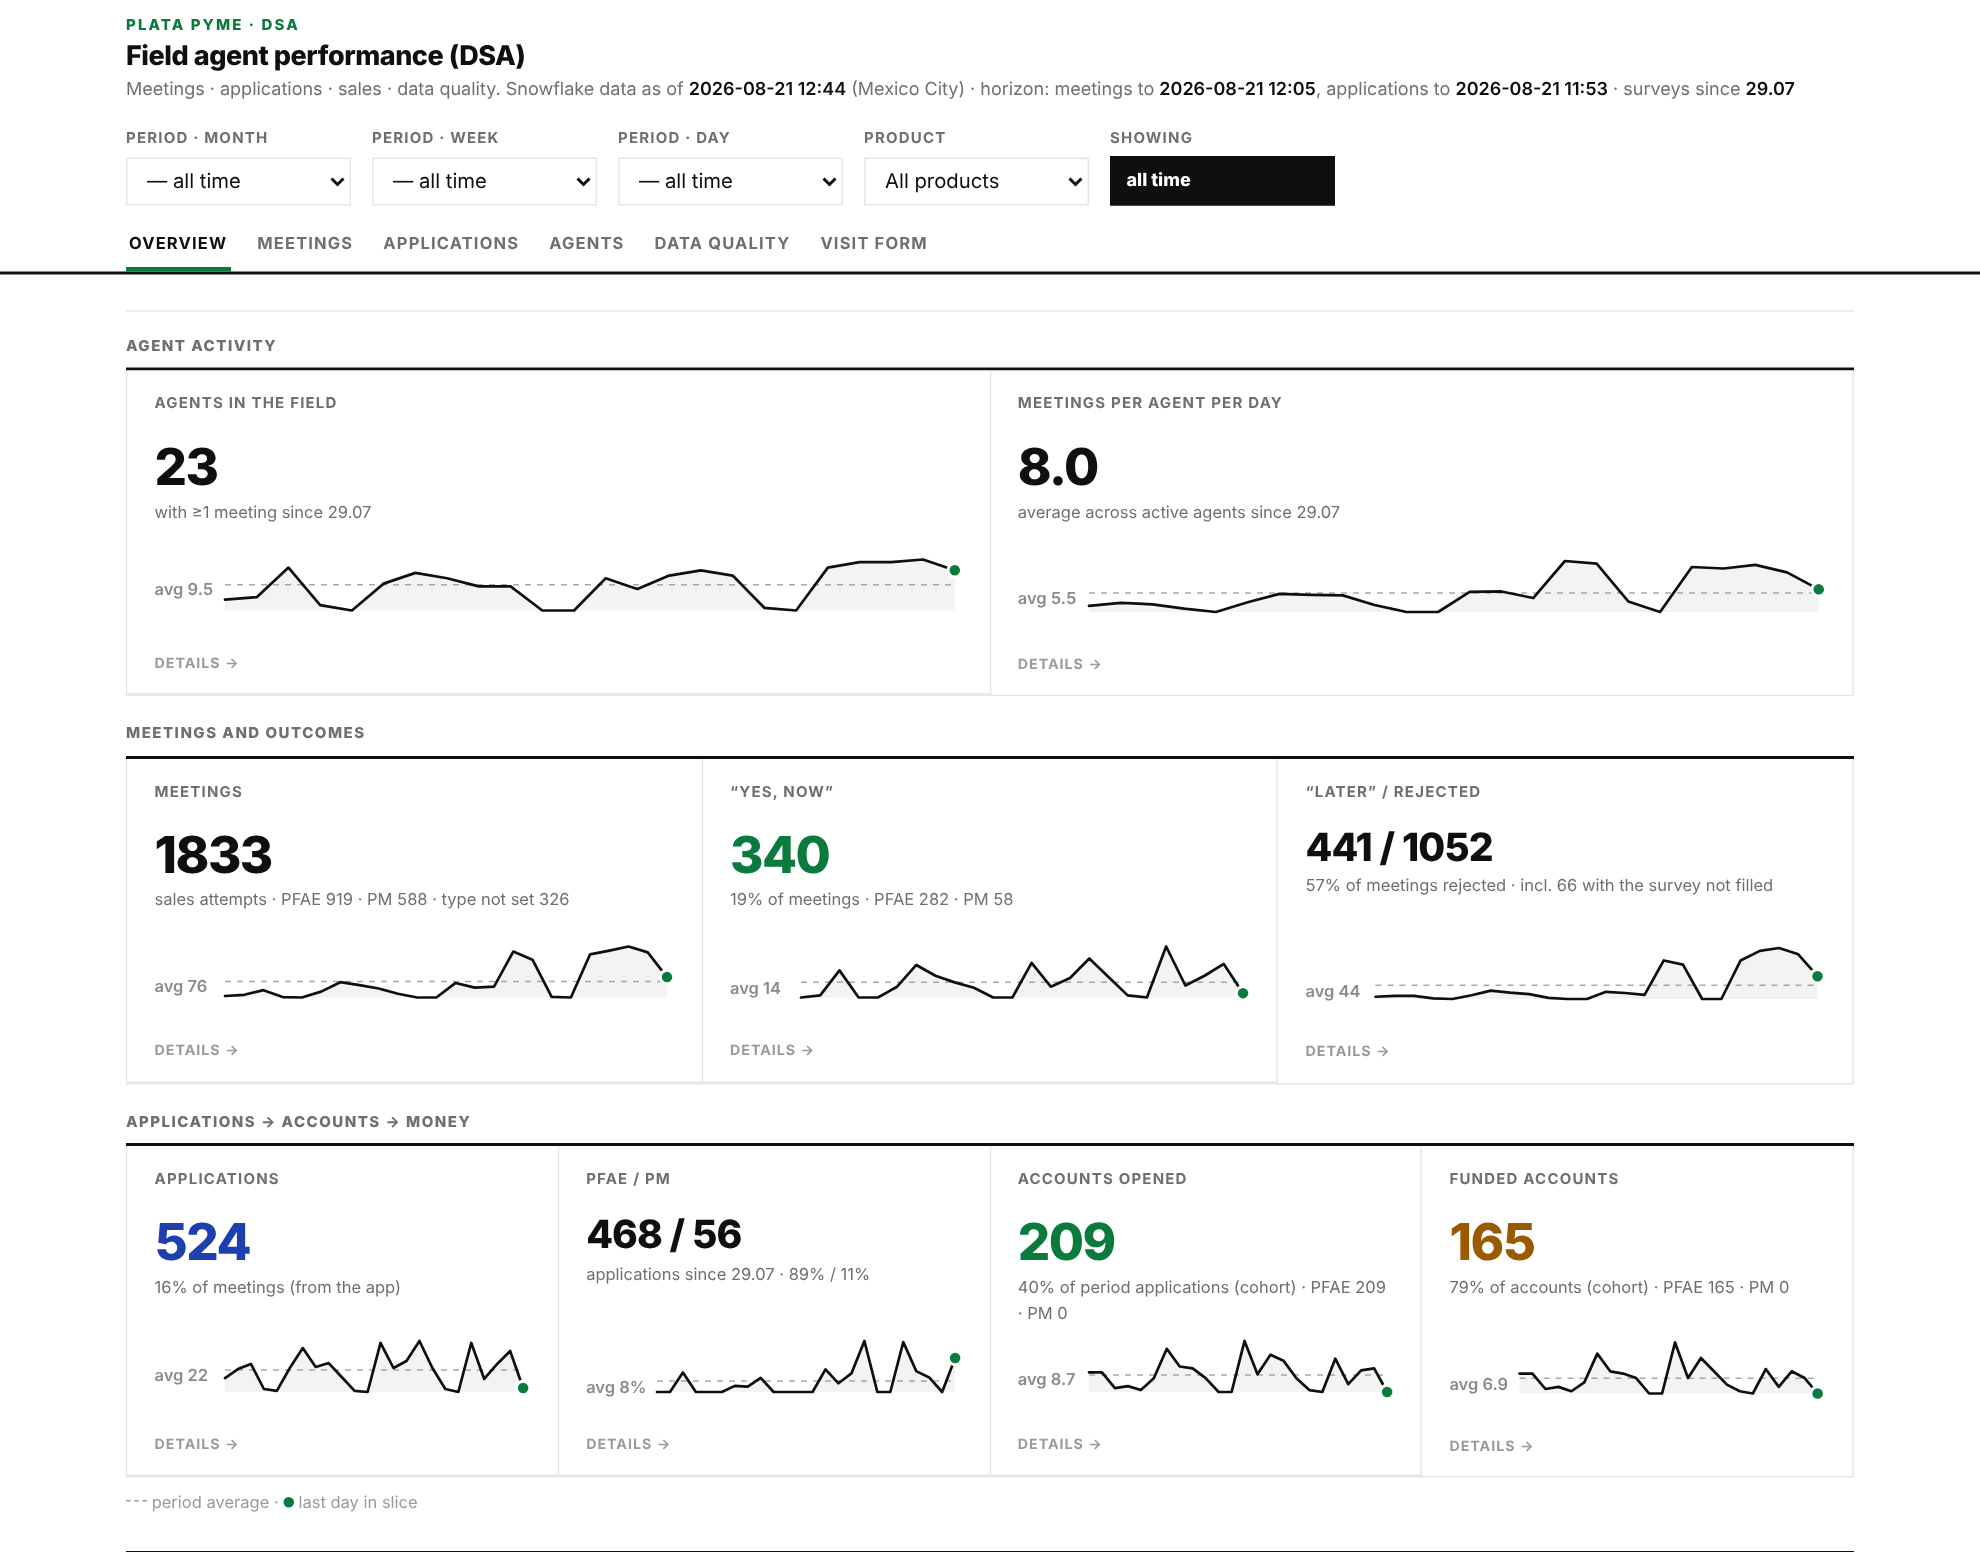 PLATA PYME · DSA
Field agent performance (DSA)
Meetings · applications · sales · data quality. Snowflake data as of 2026-08-21 12:44 (Mexico City) · horizon: meetings to 2026-08-21 12:05, applications to 2026-08-21 11:53 · surveys since 29.07
PERIOD · MONTH PERIOD · WEEK PERIOD · DAY PRODUCT SHOWING
— all time — all time — all time All products all time
OVERVIEW MEETINGS APPLICATIONS AGENTS DATA QUALITY VISIT FORM
AGENT ACTIVITY
AGENTS IN THE FIELD
23
with ≥1 meeting since 29.07
avg 9.5
DETAILS →
MEETINGS PER AGENT PER DAY
8.0
average across active agents since 29.07
avg 5.5
DETAILS →
MEETINGS AND OUTCOMES
MEETINGS
1833
sales attempts · PFAE 919 · PM 588 · type not set 326
avg 76
DETAILS →
“YES, NOW”
340
19% of meetings · PFAE 282 · PM 58
avg 14
DETAILS →
“LATER” / REJECTED
441 / 1052
57% of meetings rejected · incl. 66 with the survey not filled
avg 44
DETAILS →
APPLICATIONS → ACCOUNTS → MONEY
APPLICATIONS
524
16% of meetings (from the app)
avg 22
DETAILS →
PFAE / PM
468 / 56
applications since 29.07 · 89% / 11%
avg 8%
DETAILS →
ACCOUNTS OPENED
209
40% of period applications (cohort) · PFAE 209
· PM 0
avg 8.7
DETAILS →
FUNDED ACCOUNTS
165
79% of accounts (cohort) · PFAE 165 · PM 0
avg 6.9
DETAILS →
--- period average · ● last day in slice